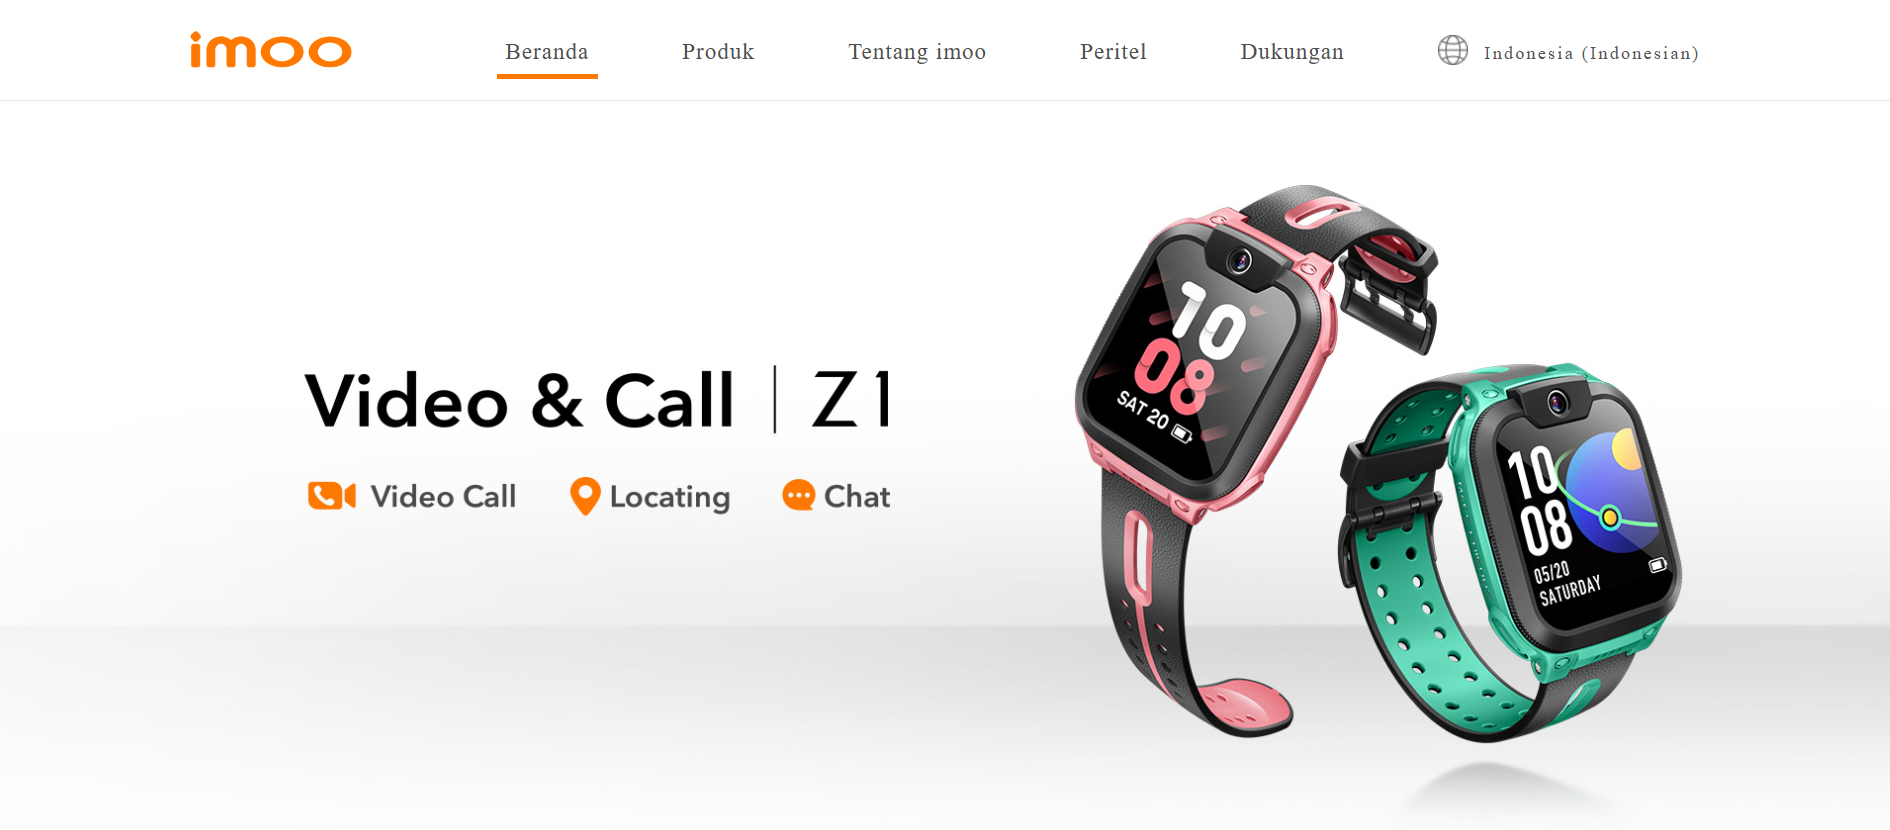 imoo
Beranda
Produk
Tentang imoo
Peritel
Dukungan
Indonesia (Indonesian)
Video & Call | Z1
Video Call
Locating
Chat
10
08
SAT 20
10
08
05/20
SATURDAY